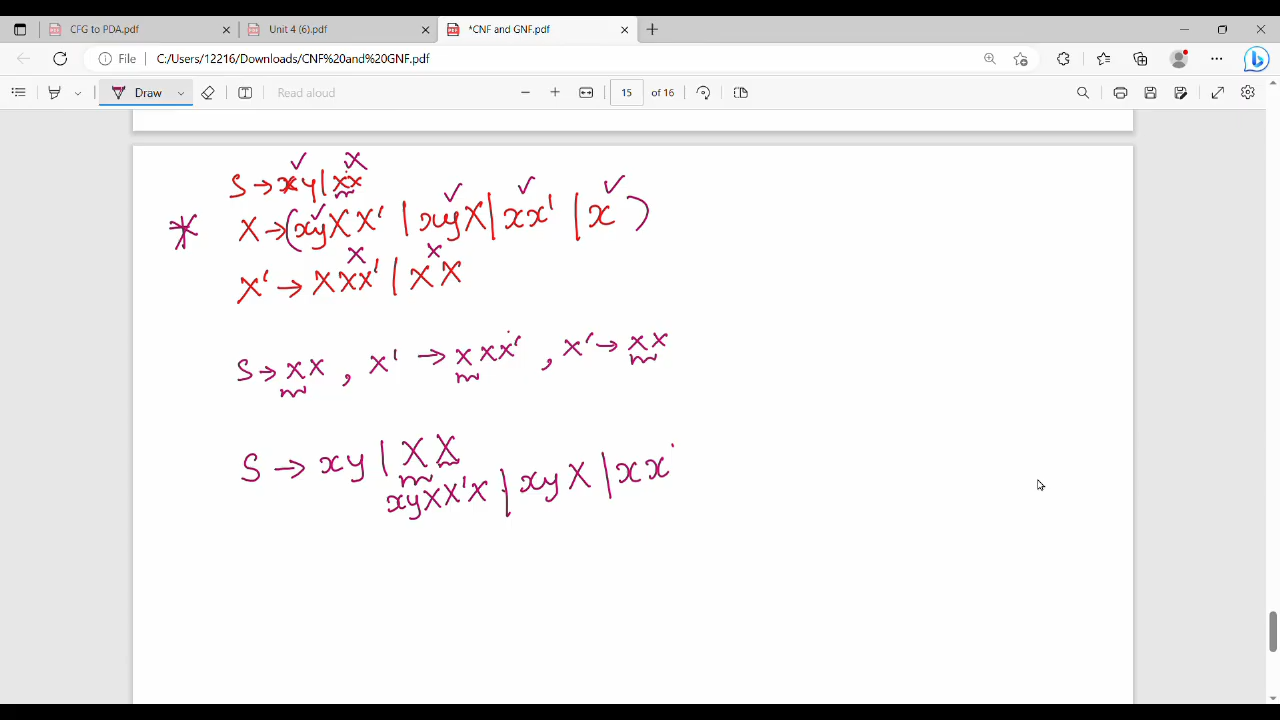 CFG to PDA.pdf
Unit 4 (6).pdf
*CNF and GNF.pdf
File C:/Users/12216/Downloads/CNF%20and%20GNF.pdf
Draw
Read aloud
15 of 16
S → xy | XX
* X → (xyXX' | xyX | xx' | x)
X' → XXX' | XX
S → XX , X' → XXX' , X' → XX
S → xy | XX
xyXX'X | xyX | xx'